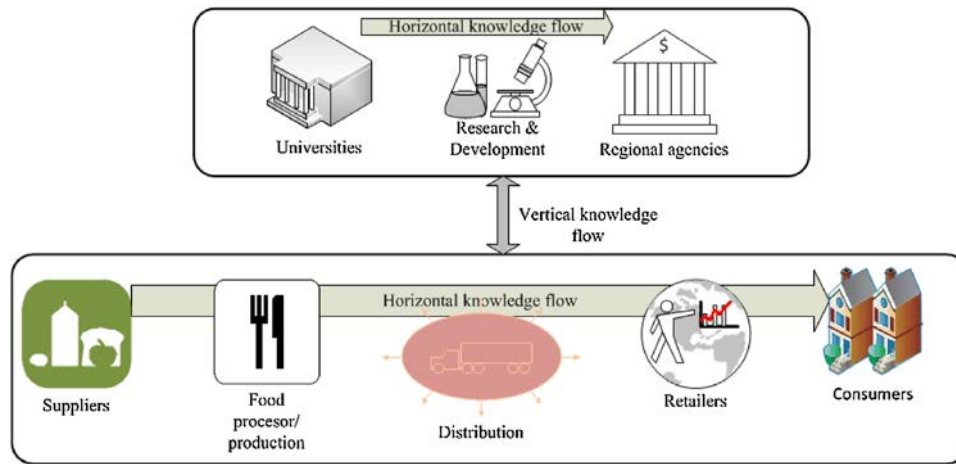 Horizontal knowledge flow
$
Universities
Research &
Development
Regional agencies
Vertical knowledge
flow
Horizontal knowledge flow
Suppliers
Food
procesor/
production
Distribution
Retailers
Consumers